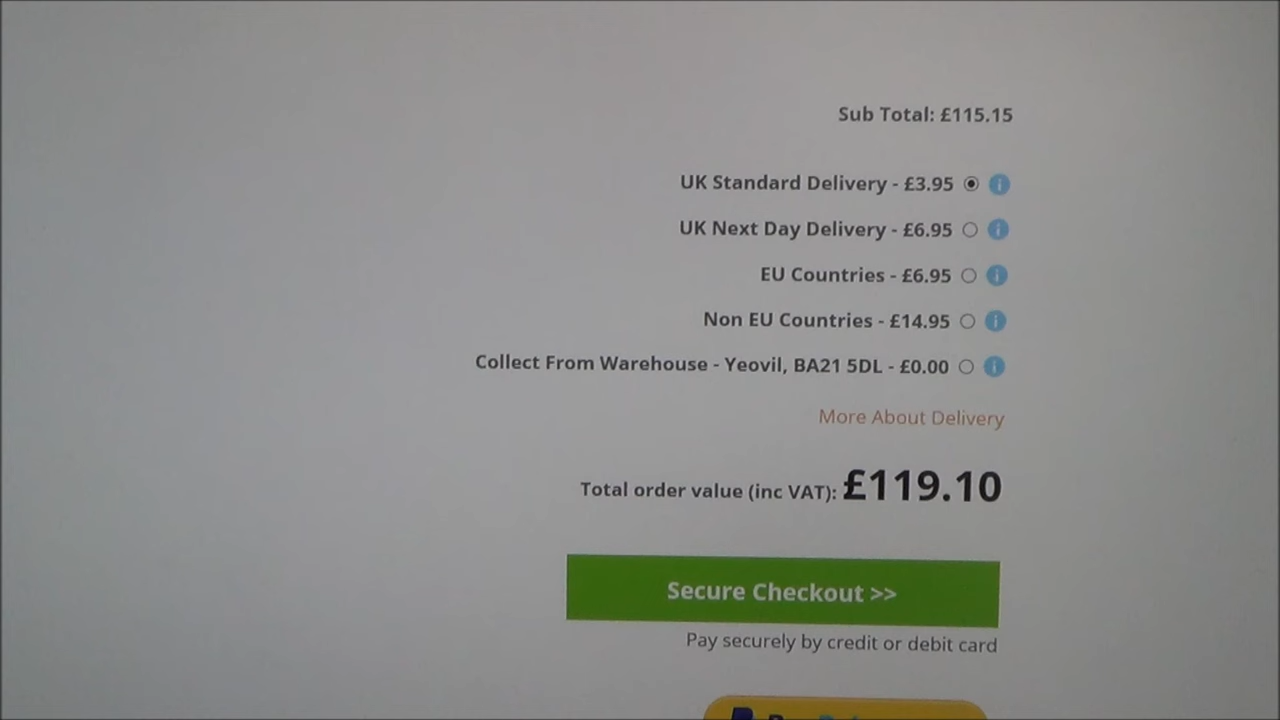 Sub Total: £115.15
UK Standard Delivery - £3.95
UK Next Day Delivery - £6.95
EU Countries - £6.95
Non EU Countries - £14.95
Collect From Warehouse - Yeovil, BA21 5DL - £0.00
More About Delivery
Total order value (inc VAT): £119.10
Secure Checkout >>
Pay securely by credit or debit card